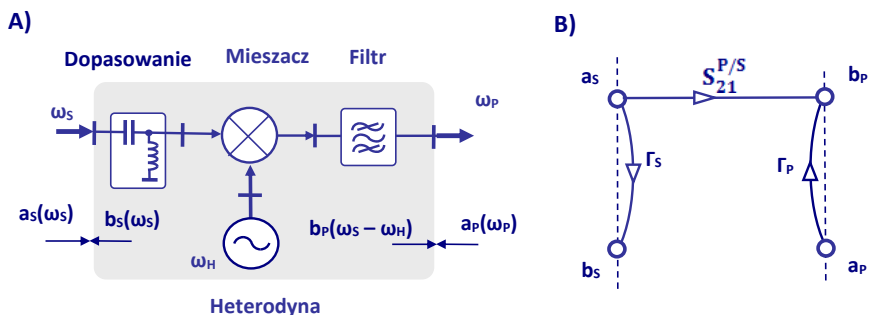 A)
Dopasowanie
Mieszacz
Filtr
ωS
ωP
aS(ωS)
bS(ωS)
ωH
bP(ωS – ωH)
aP(ωP)
Heterodyna
B)
aS
S21^P/S
bP
ΓS
ΓP
bS
aP